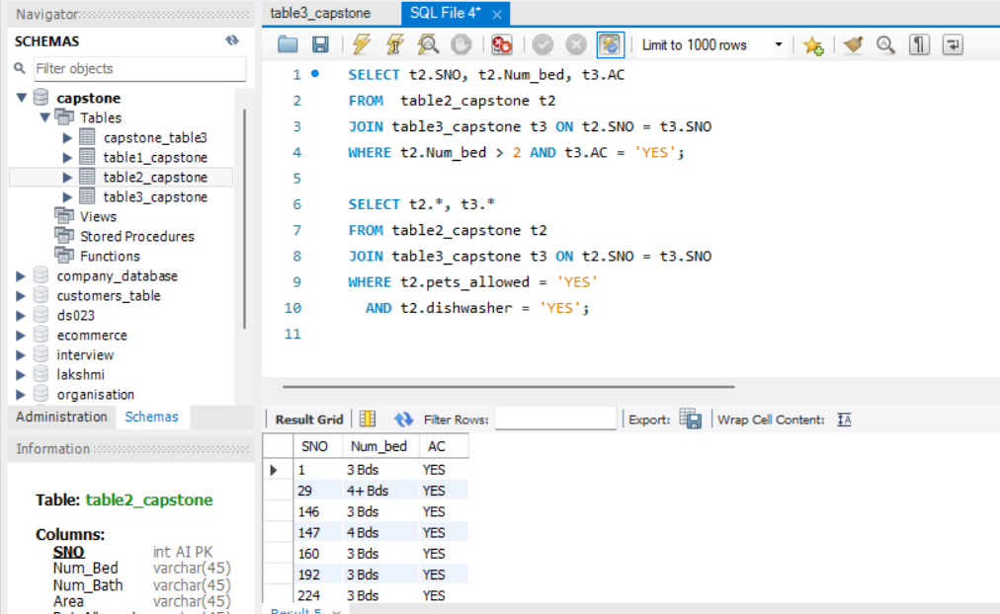 Navigator
SCHEMAS
Filter objects
capstone
Tables
capstone_table3
table1_capstone
table2_capstone
table3_capstone
Views
Stored Procedures
Functions
company_database
customers_table
ds023
ecommerce
interview
lakshmi
organisation
Administration Schemas
Information
Table: table2_capstone
Columns:
SNO int AI PK
Num_Bed varchar(45)
Num_Bath varchar(45)
Area varchar(45)
table3_capstone SQL File 4*
Limit to 1000 rows
1 SELECT t2.SNO, t2.Num_bed, t3.AC
2 FROM table2_capstone t2
3 JOIN table3_capstone t3 ON t2.SNO = t3.SNO
4 WHERE t2.Num_bed > 2 AND t3.AC = 'YES';
5
6 SELECT t2.*, t3.*
7 FROM table2_capstone t2
8 JOIN table3_capstone t3 ON t2.SNO = t3.SNO
9 WHERE t2.pets_allowed = 'YES'
10 AND t2.dishwasher = 'YES';
11
Result Grid Filter Rows: Export: Wrap Cell Content:
SNO Num_bed AC
1 3 Bds YES
29 4+ Bds YES
146 3 Bds YES
147 4 Bds YES
160 3 Bds YES
192 3 Bds YES
224 3 Bds YES
Result 5